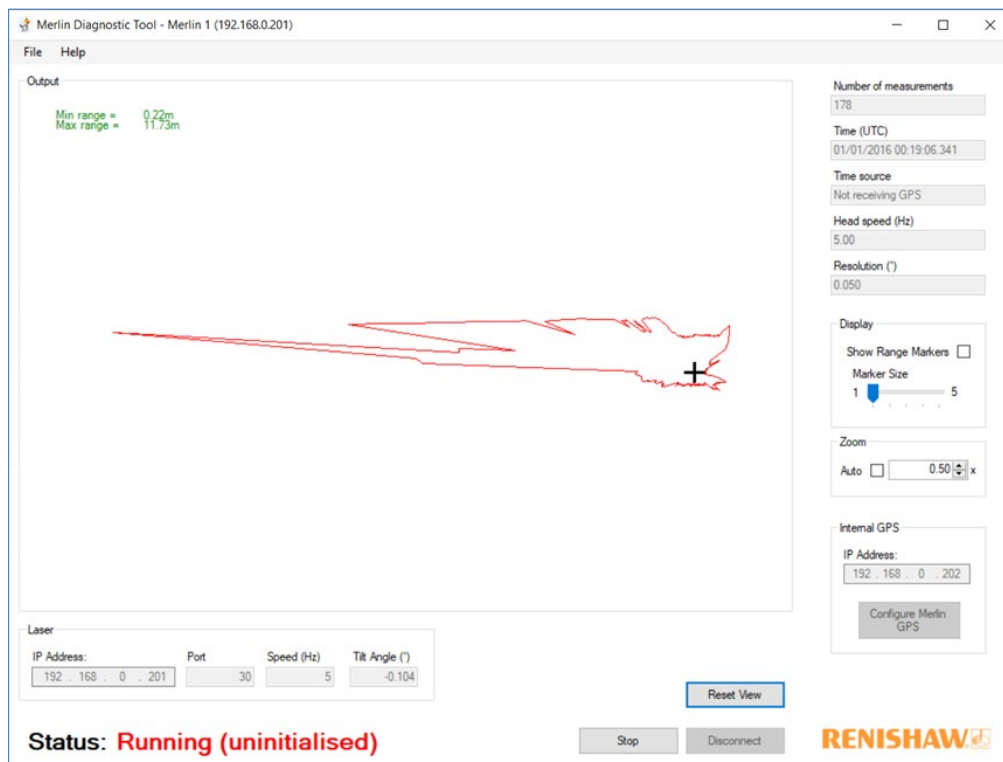 Merlin Diagnostic Tool - Merlin 1 (192.168.0.201)
File Help
Output
Min range = 0.22m
Max range = 11.73m
Number of measurements
178
Time (UTC)
01/01/2016 00:19:06.341
Time source
Not receiving GPS
Head speed (Hz)
5.00
Resolution (°)
0.050
Display
Show Range Markers
Marker Size
1 5
Zoom
Auto 0.50 x
Internal GPS
IP Address:
192 . 168 . 0 . 202
Configure Merlin
GPS
Laser
IP Address: Port Speed (Hz) Tilt Angle (°)
192 . 168 . 0 . 201 30 5 -0.104
Reset View
Status: Running (uninitialised)
Stop Disconnect
RENISHAW